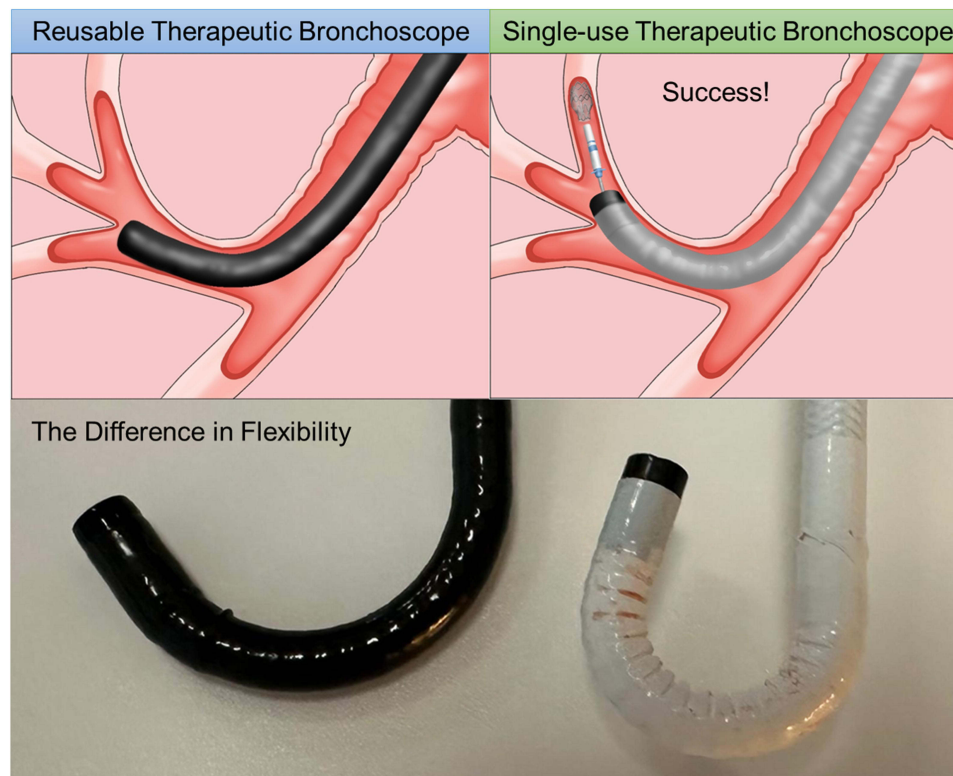 Reusable Therapeutic Bronchoscope
Single-use Therapeutic Bronchoscope
Success!
The Difference in Flexibility